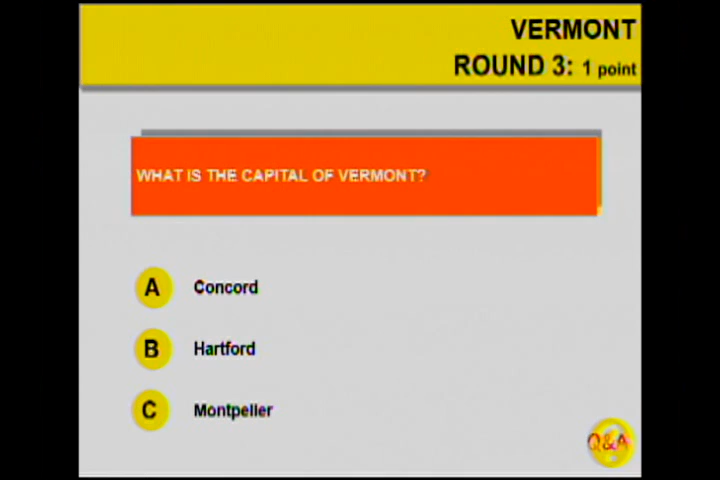 VERMONT
ROUND 3: 1 point
WHAT IS THE CAPITAL OF VERMONT?
A Concord
B Hartford
C Montpelier
Q&A